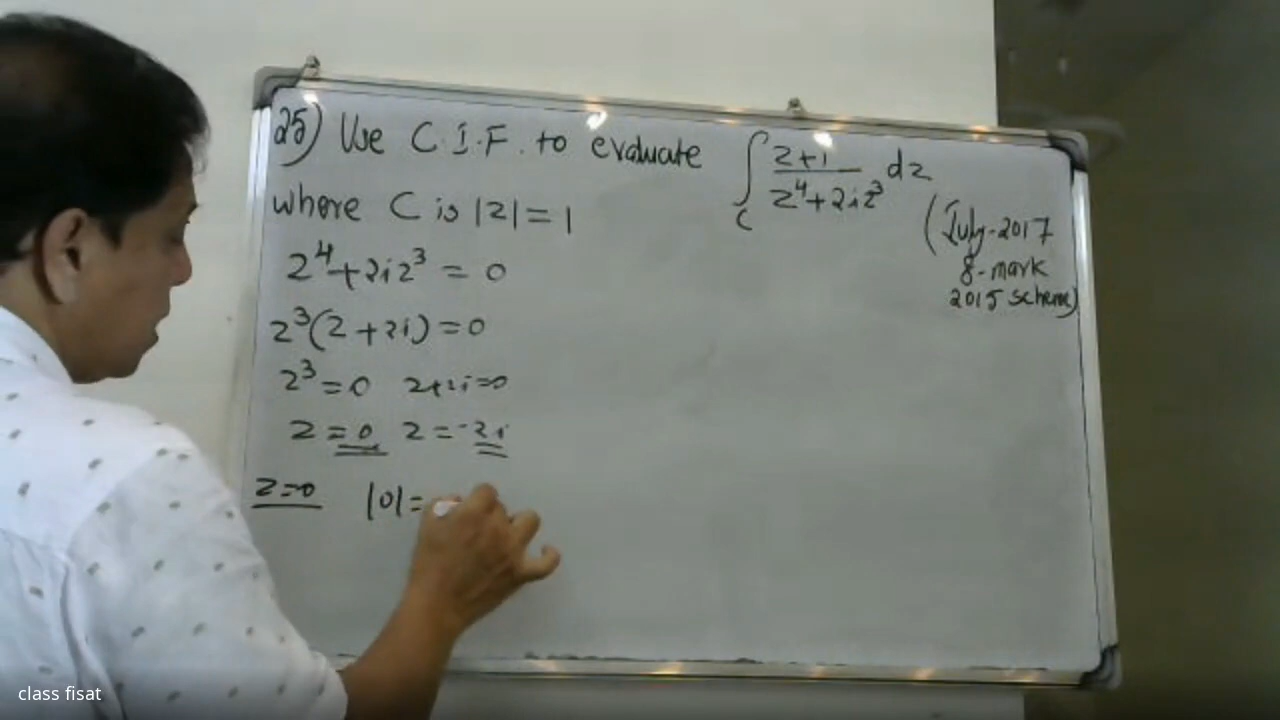 25) Use C.I.F. to evaluate ∫_C (z+1)/(z⁴+2iz³) dz
where C is |z|=1
(July-2017
8-mark
2015 scheme)
z⁴+2iz³ = 0
z³(z+2i)=0
z³=0 z+2i=0
z=0 z=-2i
z=0 |0|=
class fisat